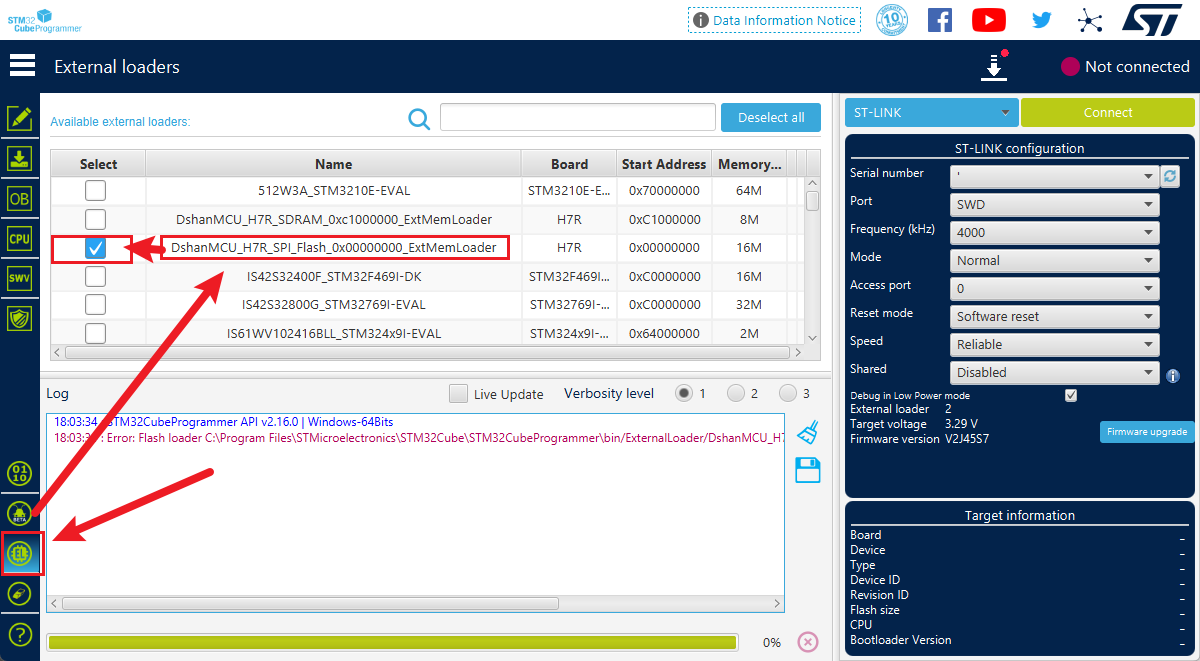 STM32
CubeProgrammer
Data Information Notice
10
YEARS
ST
External loaders
Not connected
Available external loaders:
Deselect all
ST-LINK
Connect
Select Name Board Start Address Memory...
512W3A_STM3210E-EVAL STM3210E-E... 0x70000000 64M
DshanMCU_H7R_SDRAM_0xc1000000_ExtMemLoader H7R 0xC1000000 8M
DshanMCU_H7R_SPI_Flash_0x00000000_ExtMemLoader H7R 0x00000000 16M
IS42S32400F_STM32F469I-DK STM32F469I... 0xC0000000 16M
IS42S32800G_STM32769I-EVAL STM32769I-... 0xC0000000 32M
IS61WV102416BLL_STM324x9I-EVAL STM324x9I-... 0x64000000 2M
OB
CPU
SWV
01
10
BETA
EL
?
Log
Live Update Verbosity level 1 2 3
18:03:34 : STM32CubeProgrammer API v2.16.0 | Windows-64Bits
: Error: Flash loader C:\Program Files\STMicroelectronics\STM32Cube\STM32CubeProgrammer\bin/ExternalLoader/DshanMCU_H7
0%
ST-LINK configuration
Serial number '
Port SWD
Frequency (kHz) 4000
Mode Normal
Access port 0
Reset mode Software reset
Speed Reliable
Shared Disabled
Debug in Low Power mode
External loader 2
Target voltage 3.29 V
Firmware version V2J45S7
Firmware upgrade
Target information
Board –
Device –
Type –
Device ID –
Revision ID –
Flash size –
CPU –
Bootloader Version –